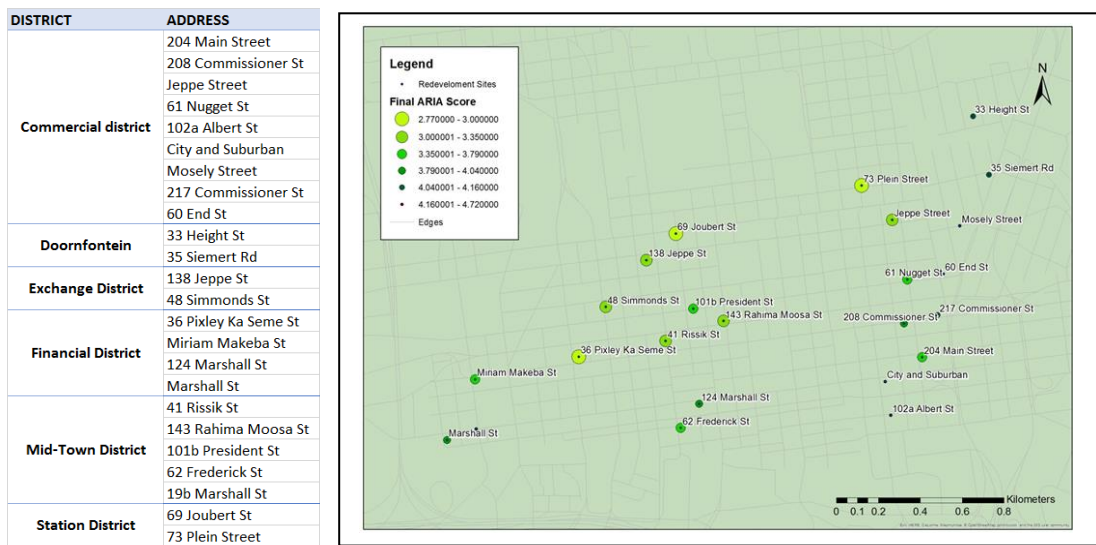 DISTRICT ADDRESS
Commercial district
204 Main Street
208 Commissioner St
Jeppe Street
61 Nugget St
102a Albert St
City and Suburban
Mosely Street
217 Commissioner St
60 End St
Doornfontein
33 Height St
35 Siemert Rd
Exchange District
138 Jeppe St
48 Simmonds St
Financial District
36 Pixley Ka Seme St
Miriam Makeba St
124 Marshall St
Marshall St
Mid-Town District
41 Rissik St
143 Rahima Moosa St
101b President St
62 Frederick St
19b Marshall St
Station District
69 Joubert St
73 Plein Street
Legend
Redeveloment Sites
Final ARIA Score
2.770000 - 3.000000
3.000001 - 3.350000
3.350001 - 3.790000
3.790001 - 4.040000
4.040001 - 4.160000
4.160001 - 4.720000
Edges
N
33 Height St
35 Siemert Rd
73 Plein Street
Jeppe Street
Mosely Street
69 Joubert St
138 Jeppe St
60 End St
61 Nugget St
48 Simmonds St
101b President St
143 Rahima Moosa St
217 Commissioner St
208 Commissioner St
41 Rissik St
36 Pixley Ka Seme St
204 Main Street
Miriam Makeba St
City and Suburban
124 Marshall St
102a Albert St
62 Frederick St
Marshall St
Kilometers
0 0.1 0.2 0.4 0.6 0.8